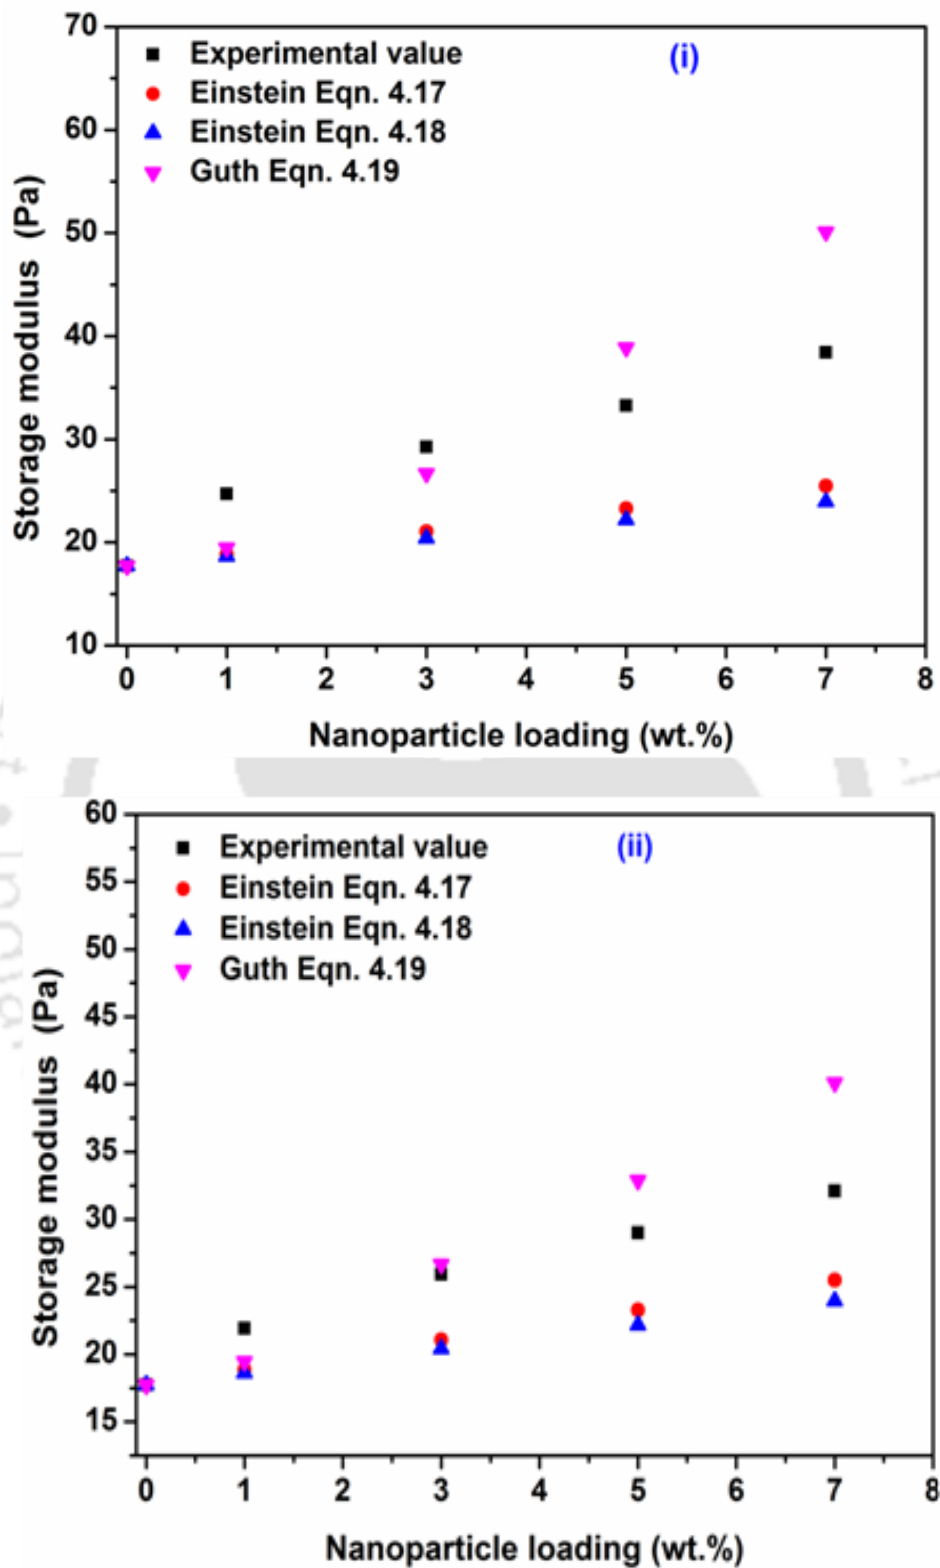 70
60
50
40
30
20
10
Storage modulus (Pa)
Experimental value
Einstein Eqn. 4.17
Einstein Eqn. 4.18
Guth Eqn. 4.19
(i)
0 1 2 3 4 5 6 7 8
Nanoparticle loading (wt.%)
60
55
50
45
40
35
30
25
20
15
Storage modulus (Pa)
Experimental value
Einstein Eqn. 4.17
Einstein Eqn. 4.18
Guth Eqn. 4.19
(ii)
0 1 2 3 4 5 6 7 8
Nanoparticle loading (wt.%)